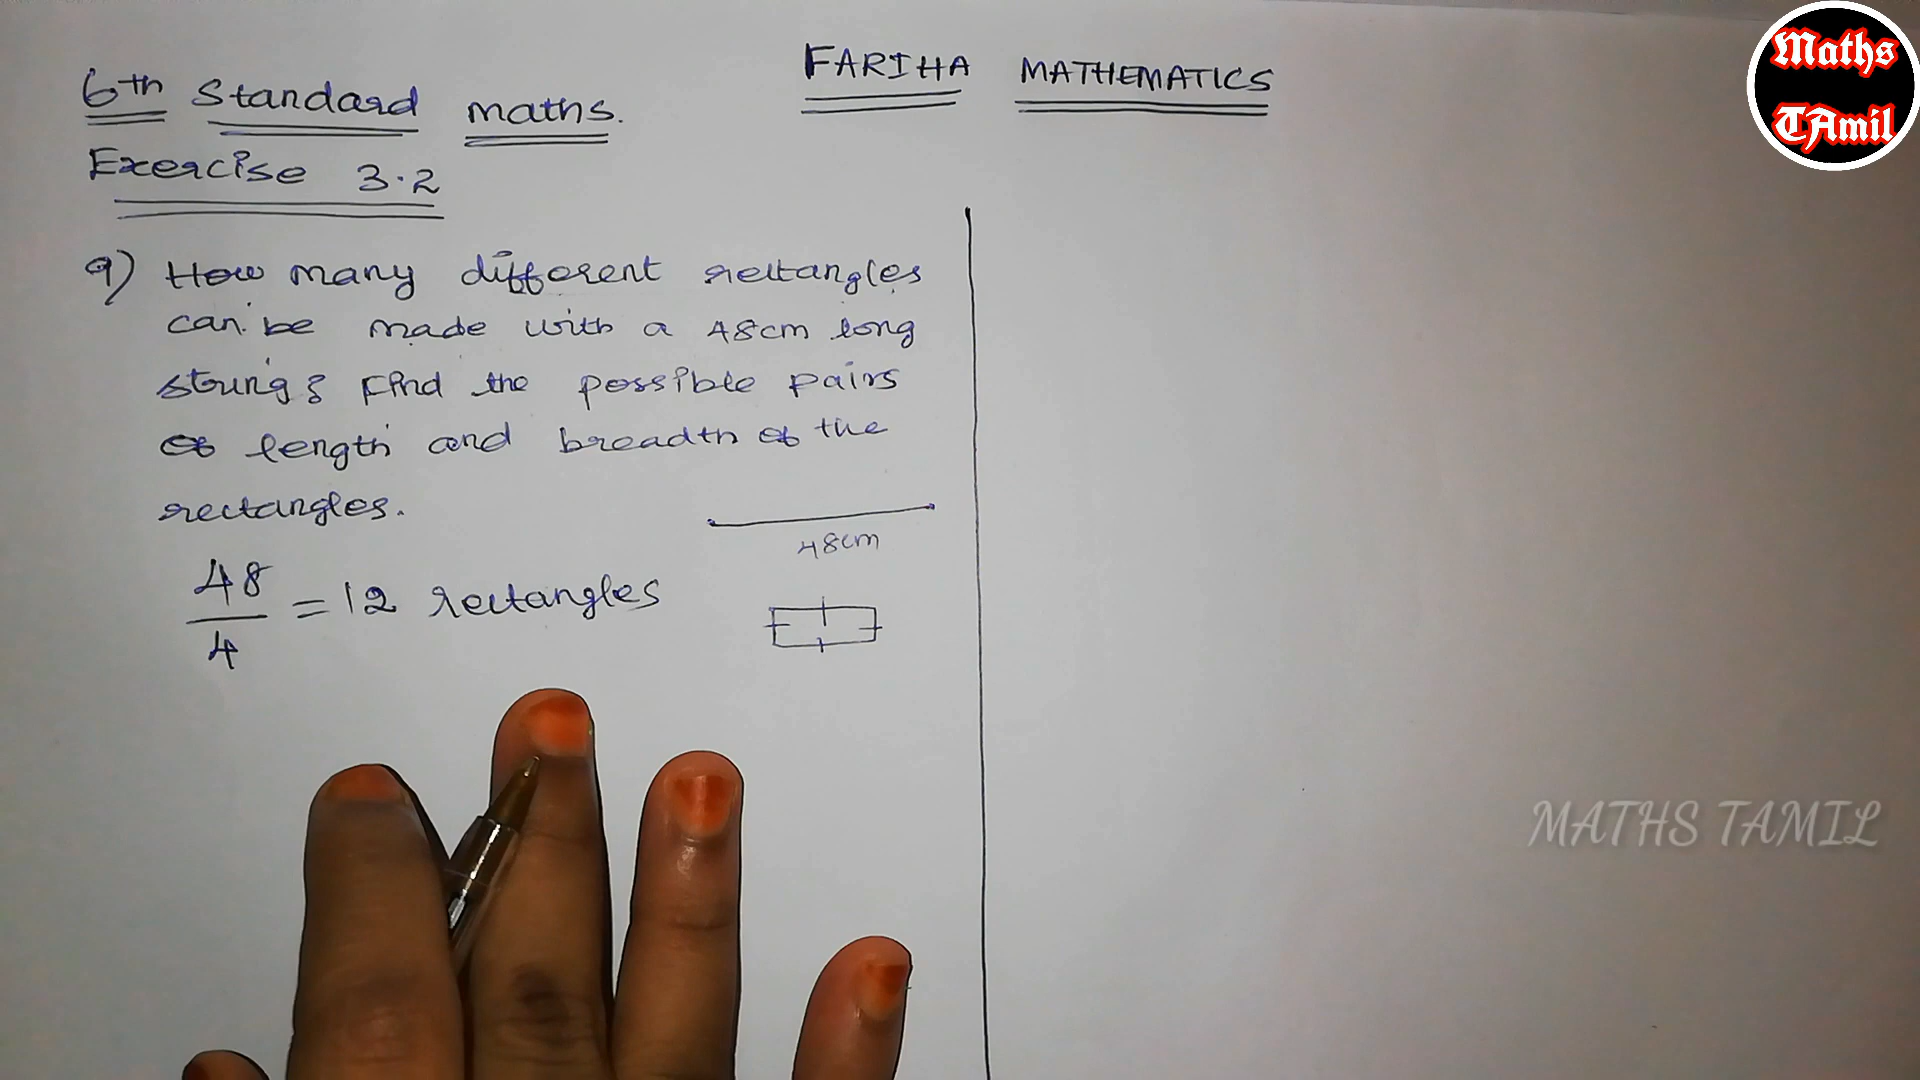 6th Standard maths.
FARIHA MATHEMATICS
Maths
TAmil
Exercise 3.2
9) How many different rectangles
can be made with a 48cm long
string? Find the possible pairs
of length and breadth of the
rectangles.
48cm
48/4 = 12 rectangles
MATHS TAMIL